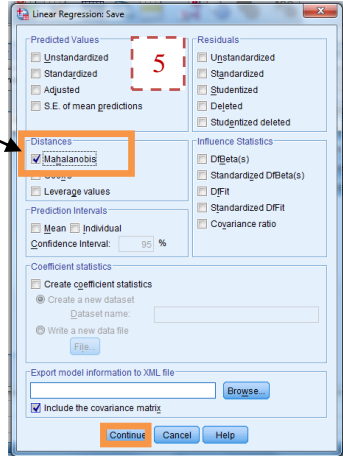 Linear Regression: Save
Predicted Values
Unstandardized
Standardized
Adjusted
S.E. of mean predictions
5
Residuals
Unstandardized
Standardized
Studentized
Deleted
Studentized deleted
Distances
Mahalanobis
Leverage values
Influence Statistics
DfBeta(s)
Standardized DfBeta(s)
DfFit
Standardized DfFit
Covariance ratio
Prediction Intervals
Mean Individual
Confidence Interval: 95 %
Coefficient statistics
Create coefficient statistics
Create a new dataset
Dataset name:
Write a new data file
File...
Export model information to XML file
Browse...
Include the covariance matrix
Continue Cancel Help